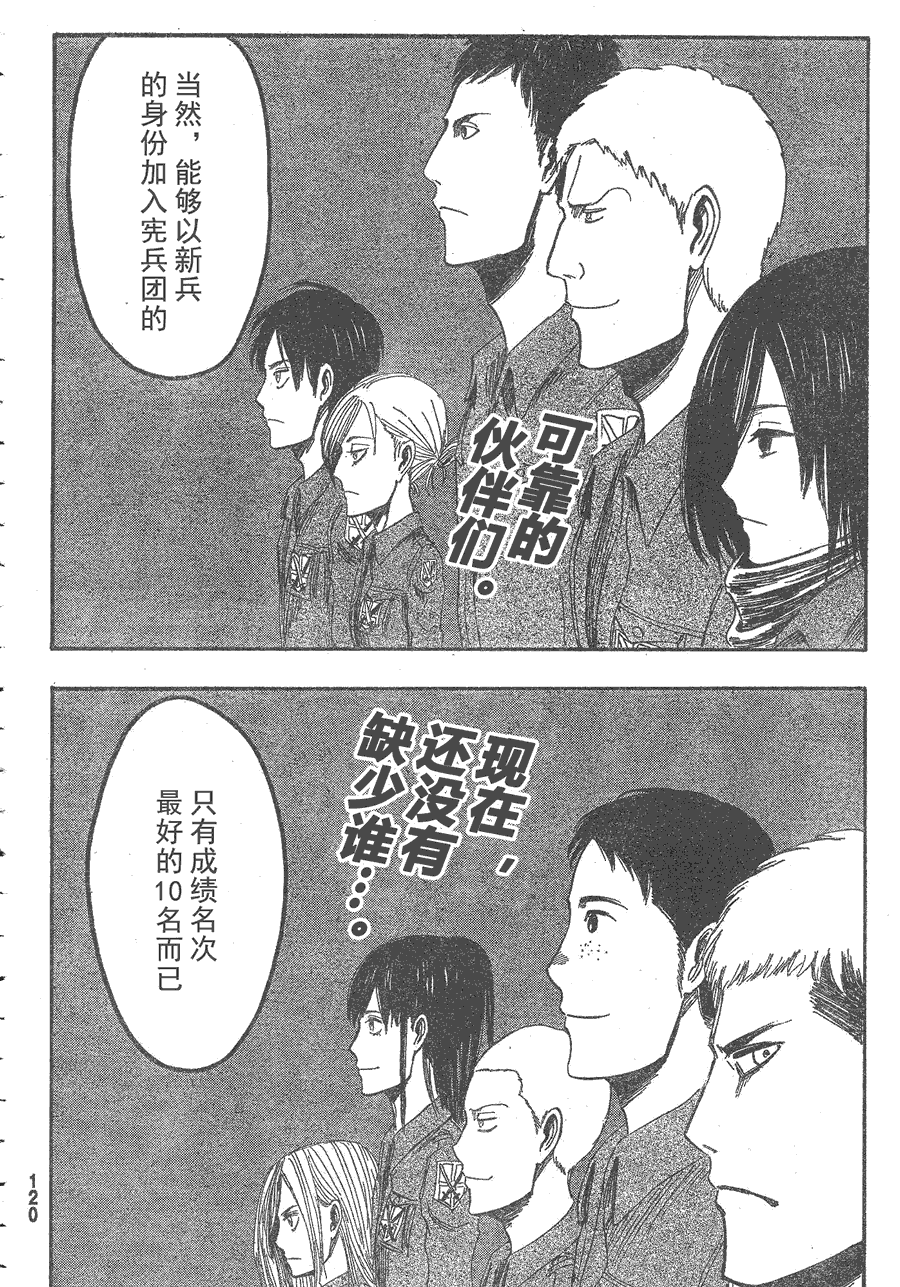 可靠的
伙伴们。
当然，能够以新兵
的身份加入宪兵团的
现在，
还没有
缺少谁…。
只有成绩名次
最好的10名而已
120